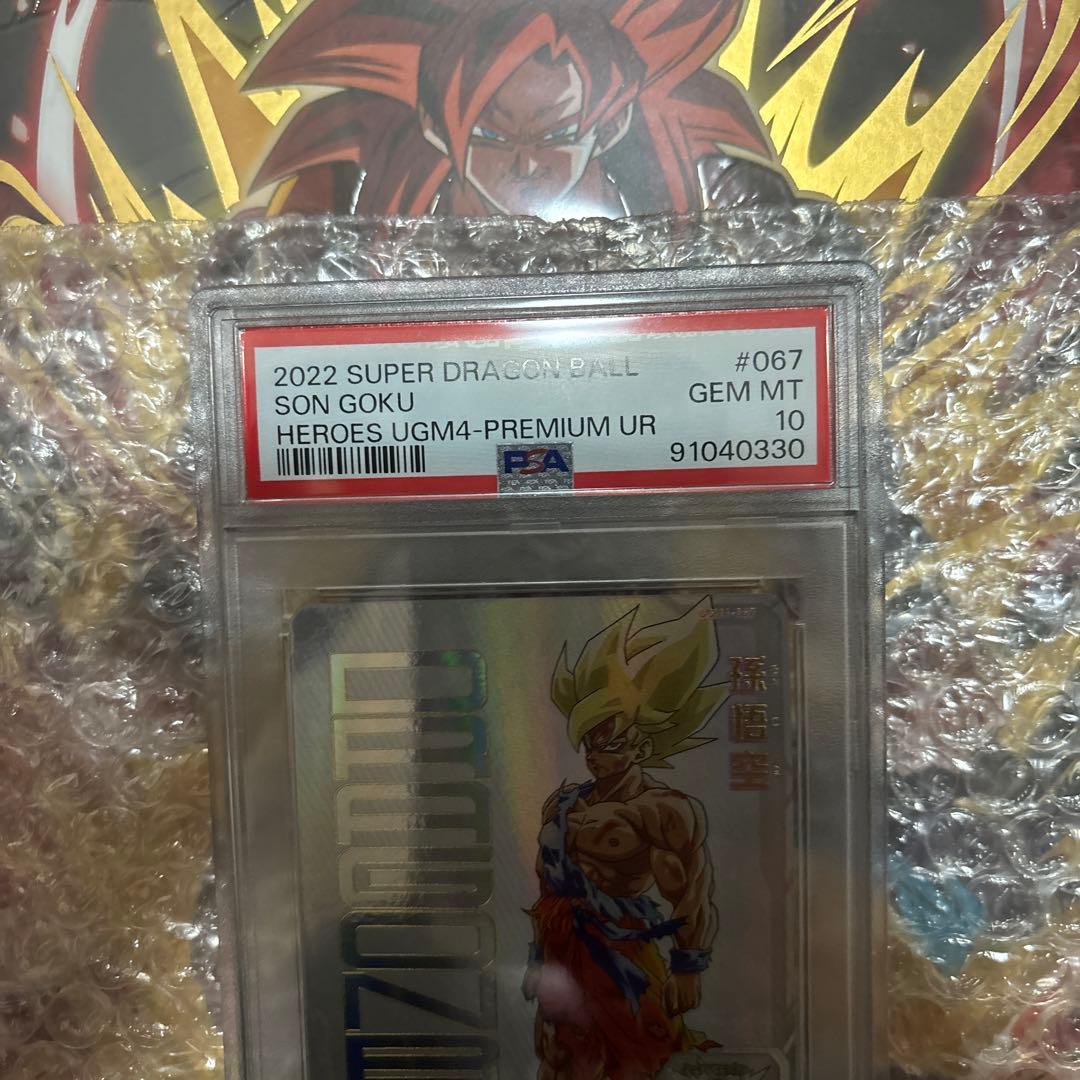 2022 SUPER DRAGON BALL #067
SON GOKU GEM MT
HEROES UGM4-PREMIUM UR 10
PSA 91040330
孫悟空